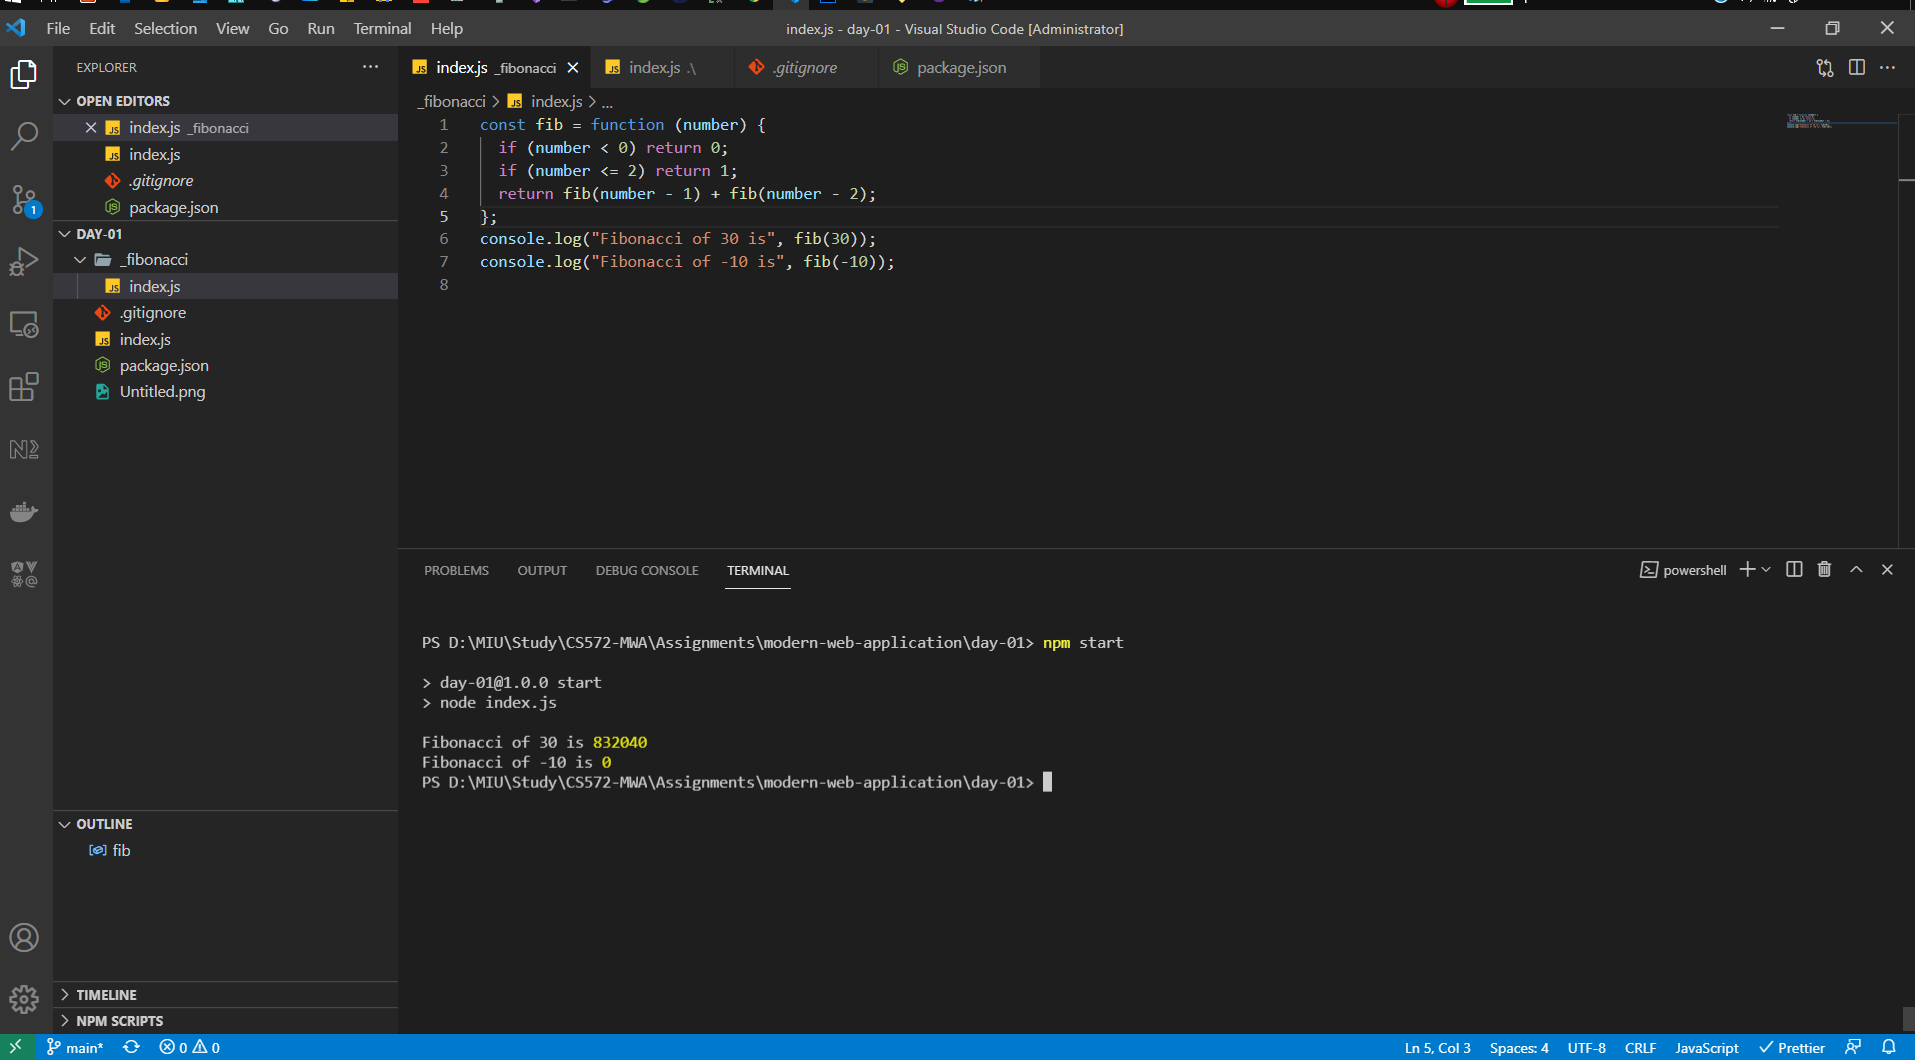 File Edit Selection View Go Run Terminal Help
index.js - day-01 - Visual Studio Code [Administrator]
EXPLORER
OPEN EDITORS
index.js _fibonacci
index.js
.gitignore
package.json
DAY-01
_fibonacci
index.js
.gitignore
index.js
package.json
Untitled.png
OUTLINE
fib
TIMELINE
NPM SCRIPTS
index.js _fibonacci
index.js .\
.gitignore
package.json
_fibonacci > index.js > ...
1 const fib = function (number) {
2 if (number < 0) return 0;
3 if (number <= 2) return 1;
4 return fib(number - 1) + fib(number - 2);
5 };
6 console.log("Fibonacci of 30 is", fib(30));
7 console.log("Fibonacci of -10 is", fib(-10));
8
PROBLEMS OUTPUT DEBUG CONSOLE TERMINAL
powershell
PS D:\MIU\Study\CS572-MWA\Assignments\modern-web-application\day-01> npm start
> day-01@1.0.0 start
> node index.js
Fibonacci of 30 is 832040
Fibonacci of -10 is 0
PS D:\MIU\Study\CS572-MWA\Assignments\modern-web-application\day-01>
1
main* 0 0
Ln 5, Col 3 Spaces: 4 UTF-8 CRLF JavaScript Prettier